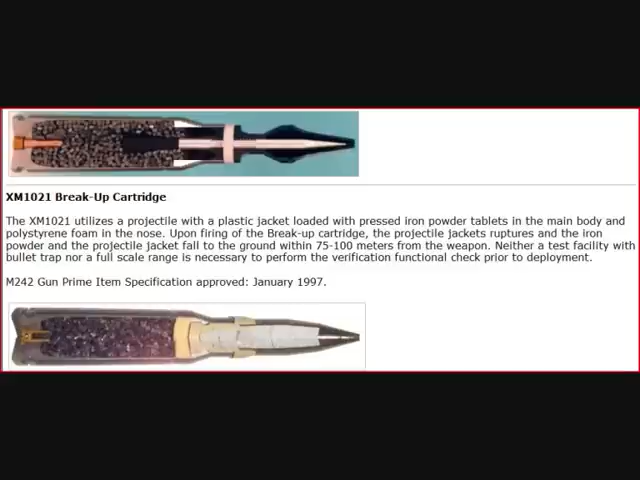 XM1021 Break-Up Cartridge
The XM1021 utilizes a projectile with a plastic jacket loaded with pressed iron powder tablets in the main body and
polystyrene foam in the nose. Upon firing of the Break-up cartridge, the projectile jackets ruptures and the iron
powder and the projectile jacket fall to the ground within 75-100 meters from the weapon. Neither a test facility with
bullet trap nor a full scale range is necessary to perform the verification functional check prior to deployment.
M242 Gun Prime Item Specification approved: January 1997.